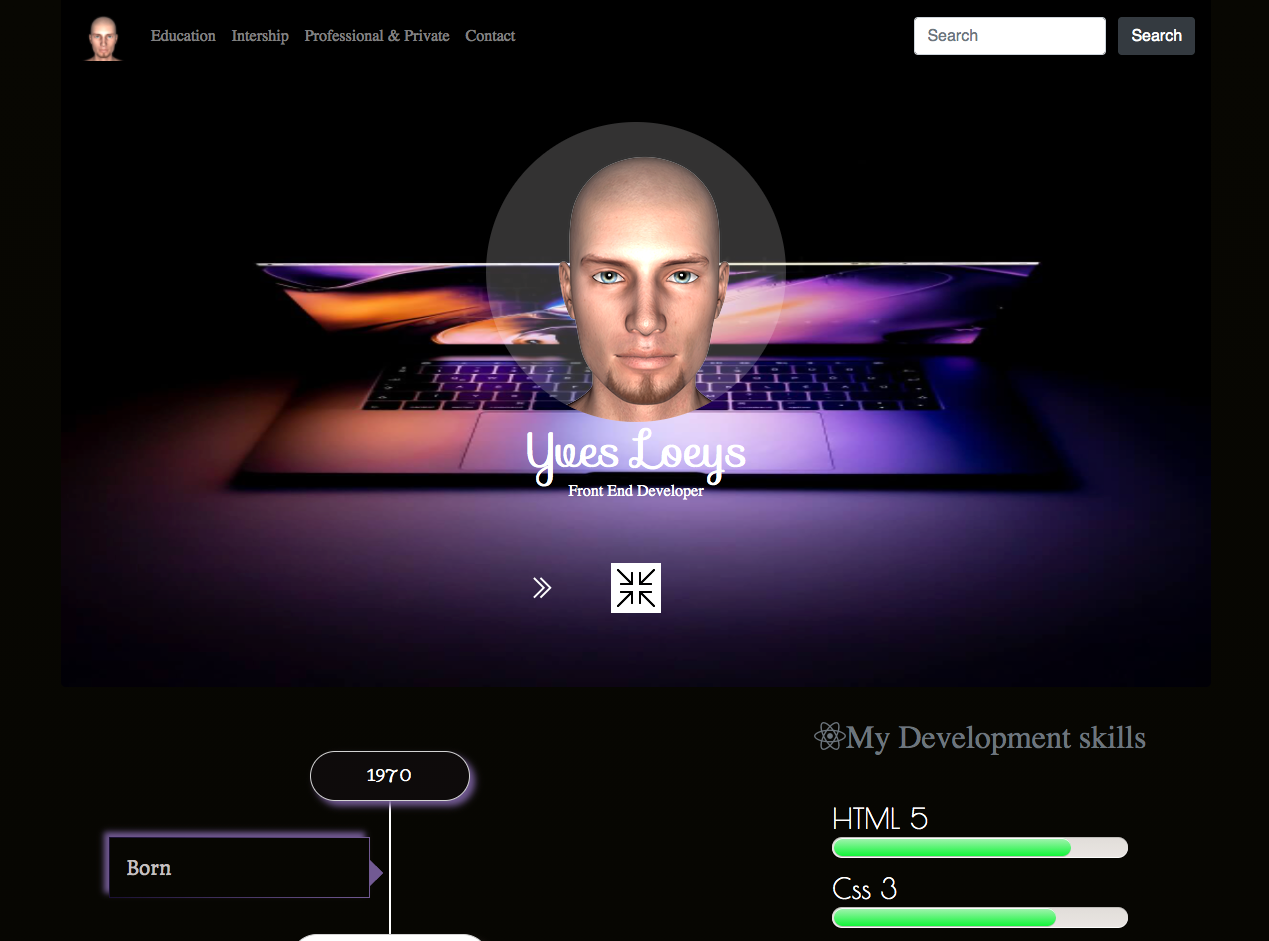 Education Intership Professional & Private Contact Search Search
Yves Loeys
Front End Developer
My Development skills
1970
HTML 5
Born
Css 3